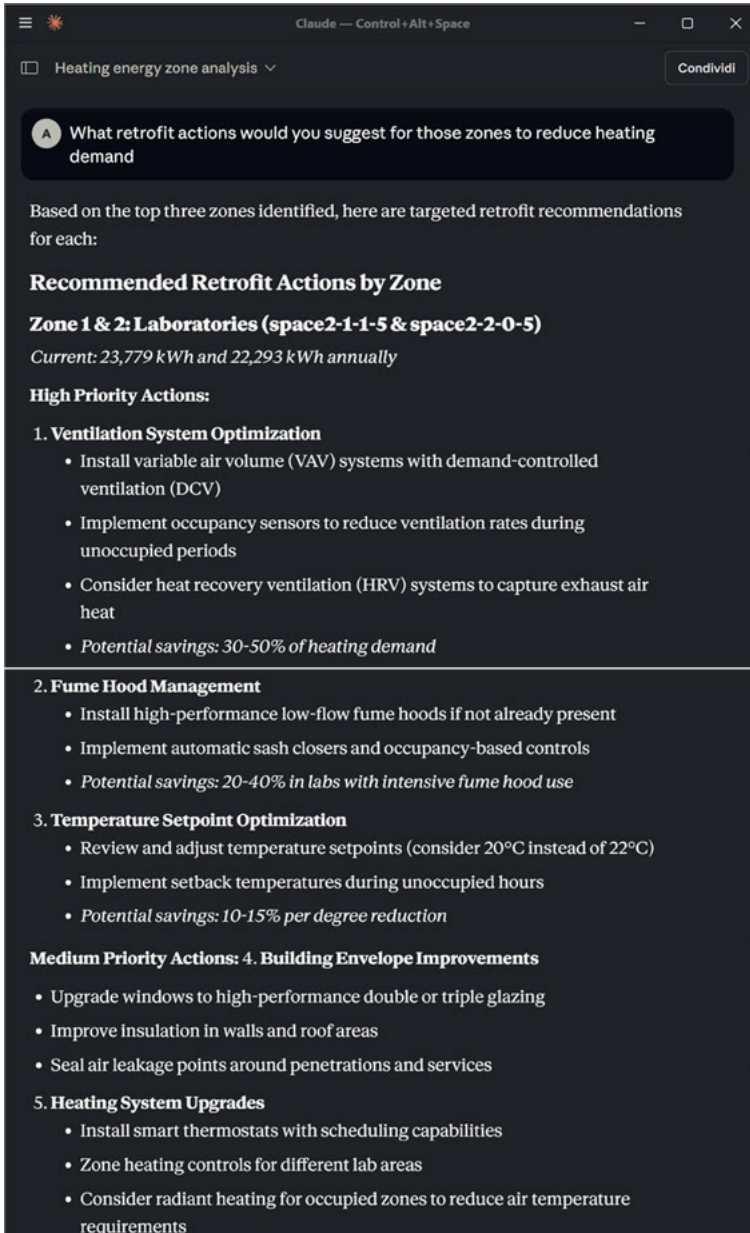 Claude — Control+Alt+Space
Heating energy zone analysis
Condividi
A
What retrofit actions would you suggest for those zones to reduce heating
demand
Based on the top three zones identified, here are targeted retrofit recommendations
for each:
Recommended Retrofit Actions by Zone
Zone 1 & 2: Laboratories (space2-1-1-5 & space2-2-0-5)
Current: 23,779 kWh and 22,293 kWh annually
High Priority Actions:
1. Ventilation System Optimization
• Install variable air volume (VAV) systems with demand-controlled
ventilation (DCV)
• Implement occupancy sensors to reduce ventilation rates during
unoccupied periods
• Consider heat recovery ventilation (HRV) systems to capture exhaust air
heat
• Potential savings: 30-50% of heating demand
2. Fume Hood Management
• Install high-performance low-flow fume hoods if not already present
• Implement automatic sash closers and occupancy-based controls
• Potential savings: 20-40% in labs with intensive fume hood use
3. Temperature Setpoint Optimization
• Review and adjust temperature setpoints (consider 20°C instead of 22°C)
• Implement setback temperatures during unoccupied hours
• Potential savings: 10-15% per degree reduction
Medium Priority Actions: 4. Building Envelope Improvements
• Upgrade windows to high-performance double or triple glazing
• Improve insulation in walls and roof areas
• Seal air leakage points around penetrations and services
5. Heating System Upgrades
• Install smart thermostats with scheduling capabilities
• Zone heating controls for different lab areas
• Consider radiant heating for occupied zones to reduce air temperature
requirements